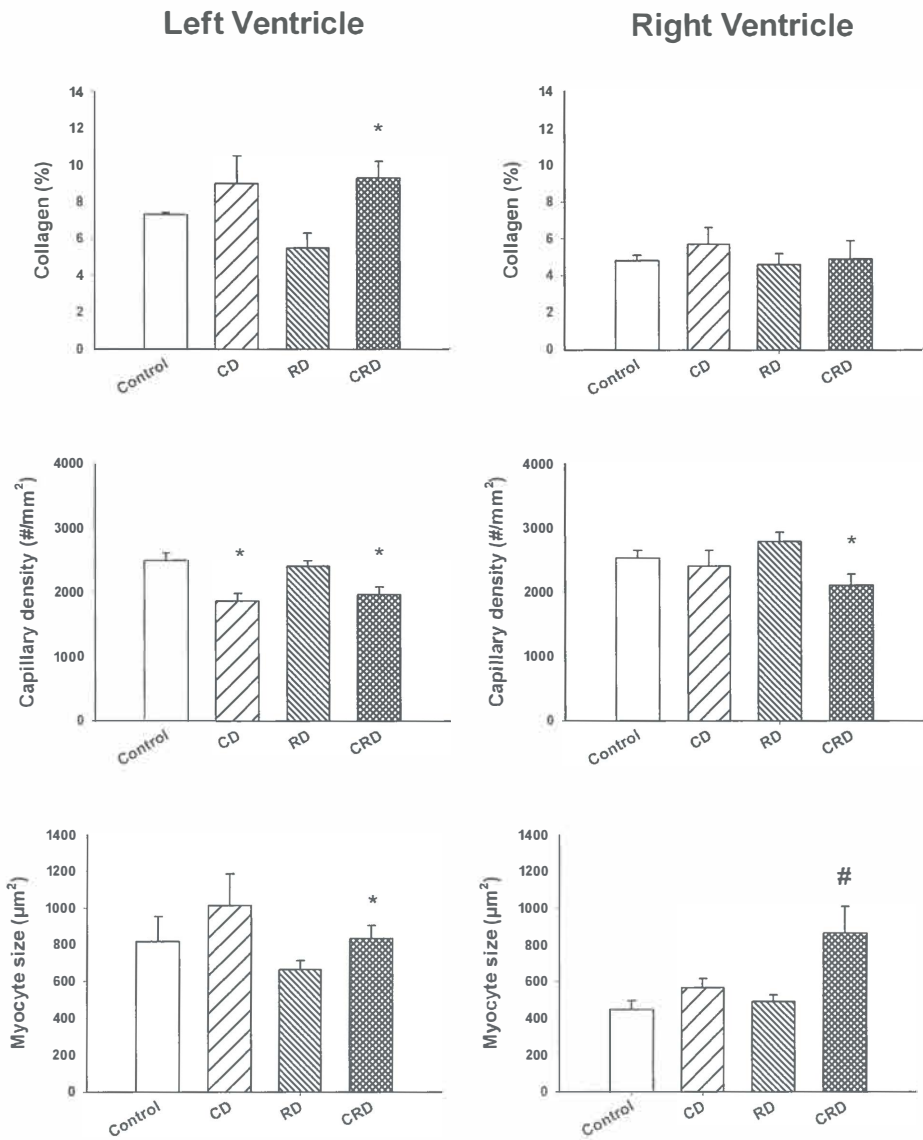 Left Ventricle
Right Ventricle
Collagen (%)
14
12
10
8
6
4
2
0
*
Control
CD
RD
CRD
Collagen (%)
14
12
10
8
6
4
2
0
Control
CD
RD
CRD
Capillary density (#/mm²)
4000
3000
2000
1000
0
*
*
Control
CD
RD
CRD
Capillary density (#/mm²)
4000
3000
2000
1000
0
*
Control
CD
RD
CRD
Myocyte size (µm²)
1400
1200
1000
800
600
400
200
0
*
Control
CD
RD
CRD
Myocyte size (µm²)
1400
1200
1000
800
600
400
200
0
#
Control
CD
RD
CRD